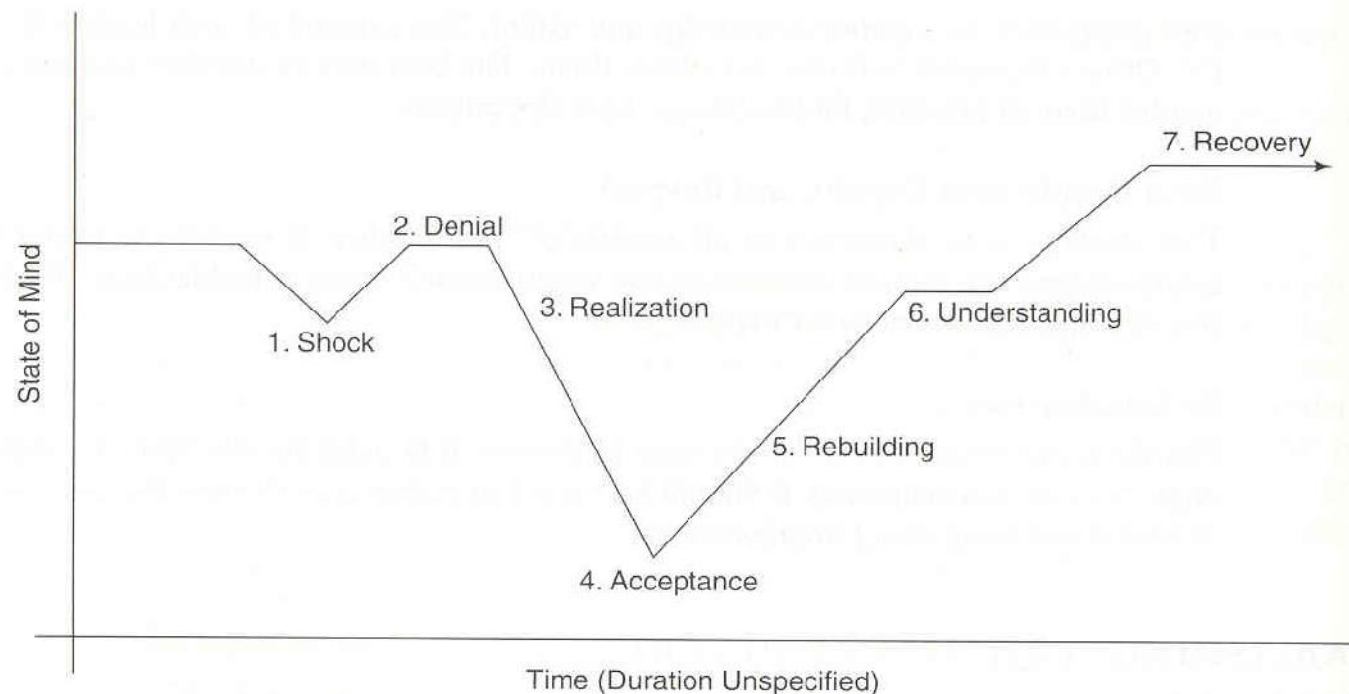 7. Recovery
2. Denial
3. Realization
6. Understanding
1. Shock
State of Mind
5. Rebuilding
4. Acceptance
Time (Duration Unspecified)